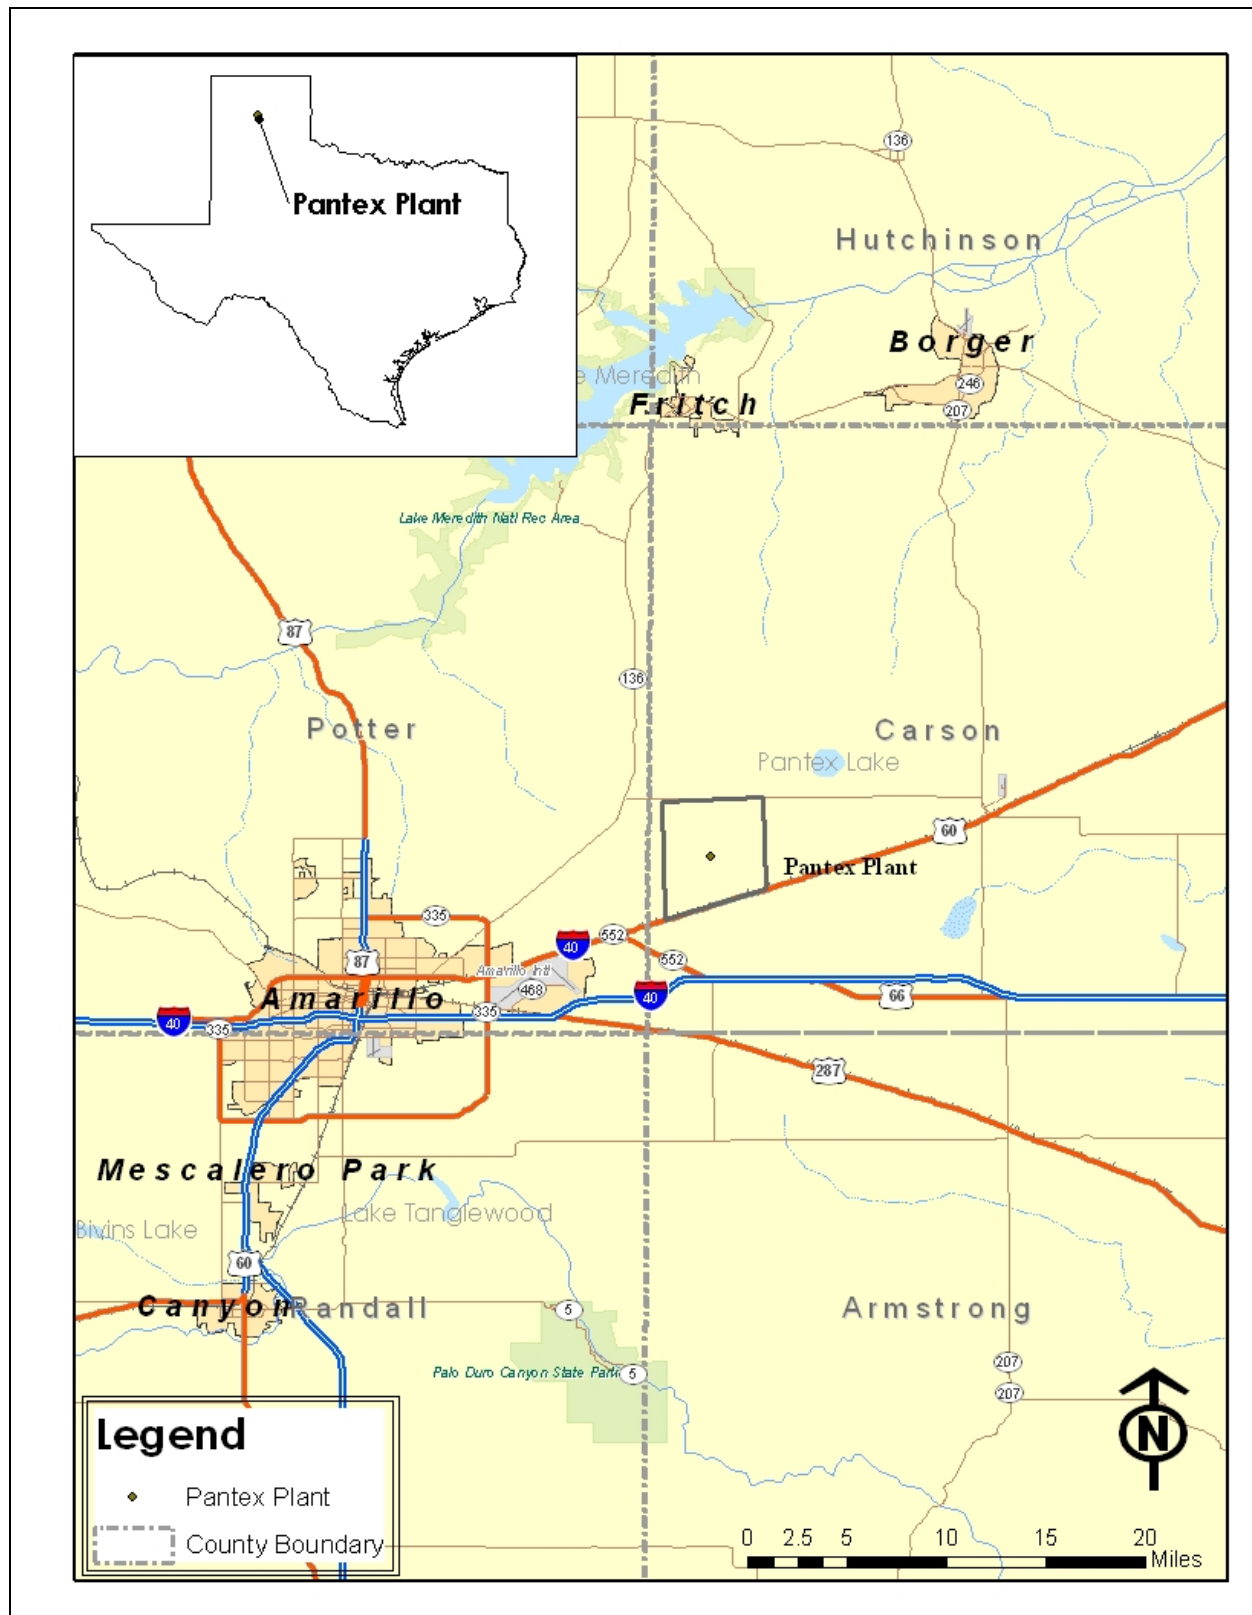 Pantex Plant
136
Hutchinson
Borger
e Meredith
246
Fritch
207
Lake Meredith Natl Rec Area
87
136
Potter
Carson
Pantex Lake
60
Pantex Plant
335
552
40
87
552
Amarillo Intl
468
Amarillo
40
66
335
40
335
287
Mescalero Park
Lake Tanglewood
Bivins Lake
60
Canyon
Randall
5
Armstrong
207
Palo Duro Canyon State Park
5
207
N
Legend
Pantex Plant
County Boundary
0 2.5 5 10 15 20
Miles